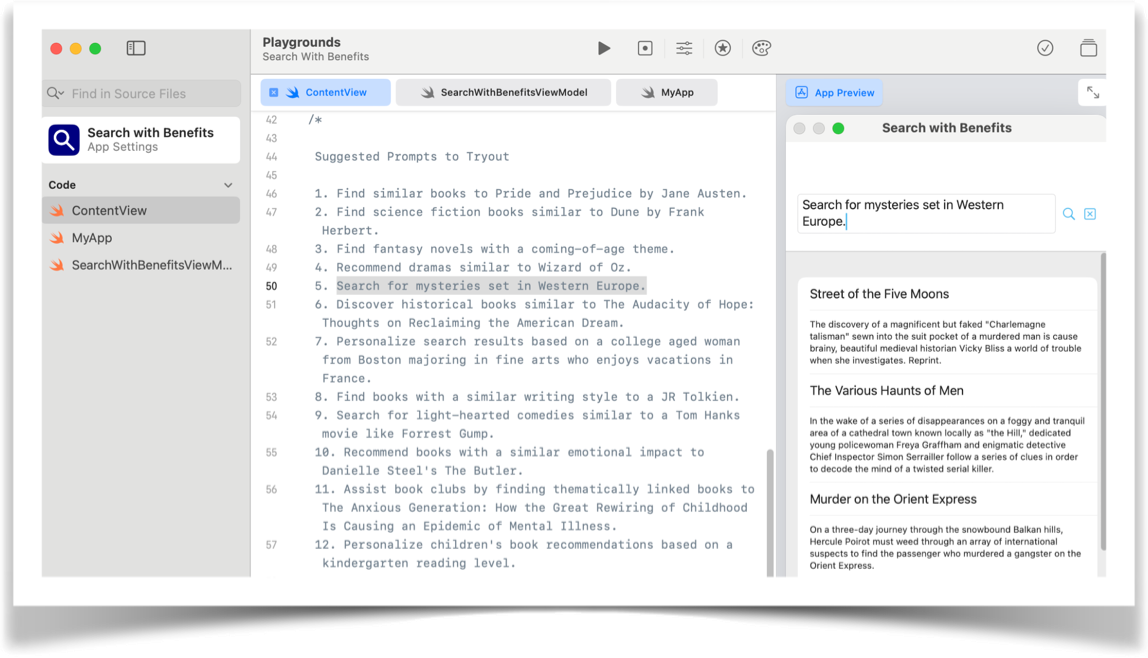 Playgrounds
Search With Benefits
Find in Source Files
Search with Benefits
App Settings
Code
ContentView
MyApp
SearchWithBenefitsViewM...
ContentView
SearchWithBenefitsViewModel
MyApp
42 /*
43
44 Suggested Prompts to Tryout
45
46 1. Find similar books to Pride and Prejudice by Jane Austen.
47 2. Find science fiction books similar to Dune by Frank
Herbert.
48 3. Find fantasy novels with a coming-of-age theme.
49 4. Recommend dramas similar to Wizard of Oz.
50 5. Search for mysteries set in Western Europe.
51 6. Discover historical books similar to The Audacity of Hope:
Thoughts on Reclaiming the American Dream.
52 7. Personalize search results based on a college aged woman
from Boston majoring in fine arts who enjoys vacations in
France.
53 8. Find books with a similar writing style to a JR Tolkien.
54 9. Search for light-hearted comedies similar to a Tom Hanks
movie like Forrest Gump.
55 10. Recommend books with a similar emotional impact to
Danielle Steel's The Butler.
56 11. Assist book clubs by finding thematically linked books to
The Anxious Generation: How the Great Rewiring of Childhood
Is Causing an Epidemic of Mental Illness.
57 12. Personalize children's book recommendations based on a
kindergarten reading level.
App Preview
Search with Benefits
Search for mysteries set in Western
Europe.
Street of the Five Moons
The discovery of a magnificent but faked "Charlemagne
talisman" sewn into the suit pocket of a murdered man is cause
brainy, beautiful medieval historian Vicky Bliss a world of trouble
when she investigates. Reprint.
The Various Haunts of Men
In the wake of a series of disappearances on a foggy and tranquil
area of a cathedral town known locally as "the Hill," dedicated
young policewoman Freya Graffham and enigmatic detective
Chief Inspector Simon Serrailler follow a series of clues in order
to decode the mind of a twisted serial killer.
Murder on the Orient Express
On a three-day journey through the snowbound Balkan hills,
Hercule Poirot must weed through an array of international
suspects to find the passenger who murdered a gangster on the
Orient Express.